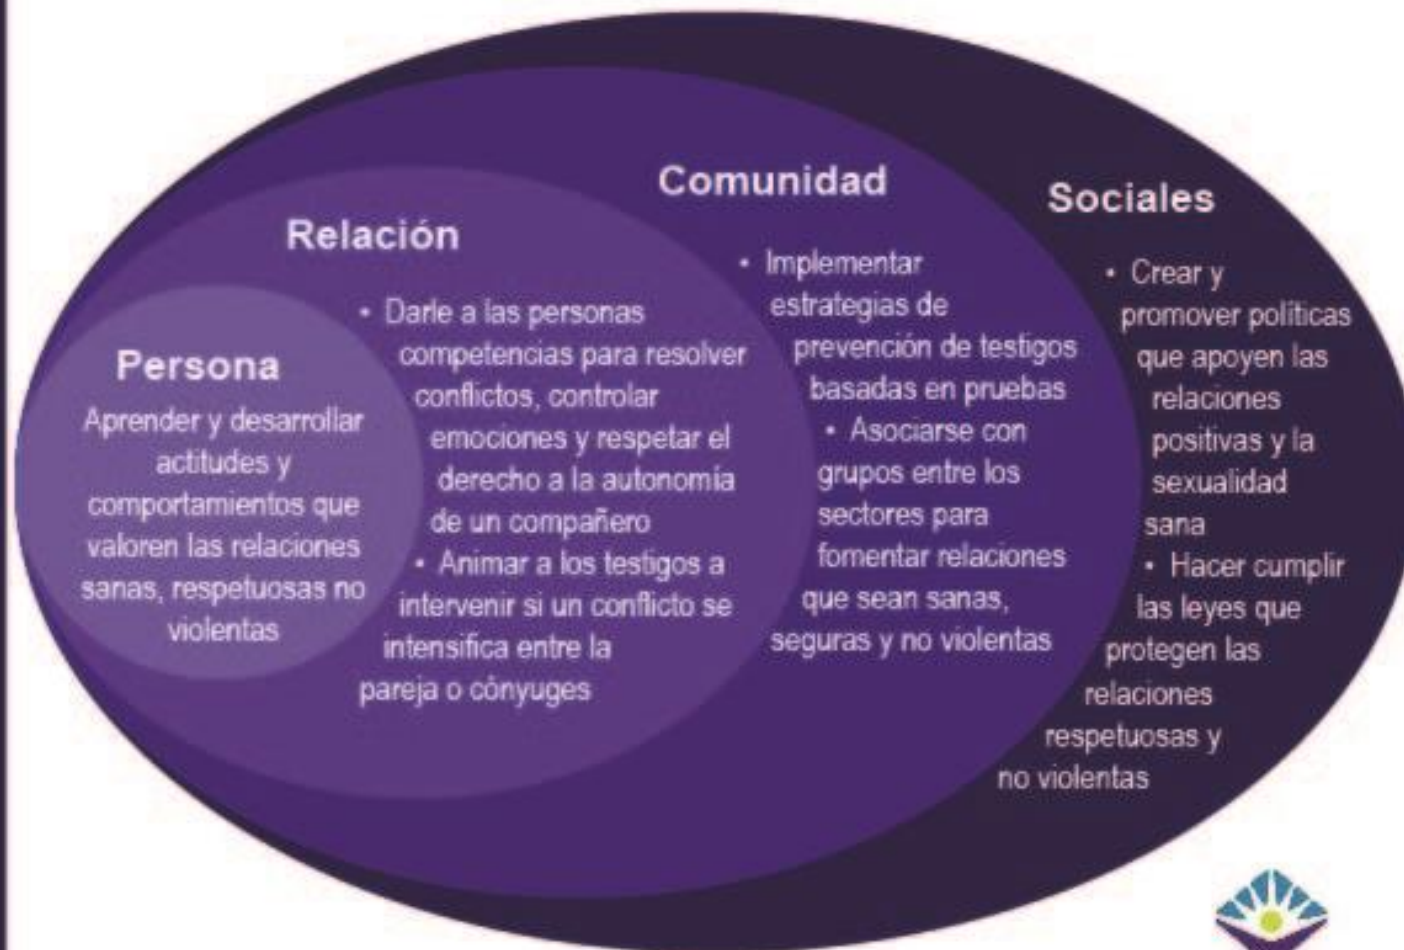 Persona
Aprender y desarrollar
actitudes y
comportamientos que
valoren las relaciones
sanas, respetuosas no
violentas
Relación
• Darle a las personas
competencias para resolver
conflictos, controlar
emociones y respetar el
derecho a la autonomía
de un compañero
• Animar a los testigos a
intervenir si un conflicto se
intensifica entre la
pareja o cónyuges
Comunidad
• Implementar
estrategias de
prevención de testigos
basadas en pruebas
• Asociarse con
grupos entre los
sectores para
fomentar relaciones
que sean sanas,
seguras y no violentas
Sociales
• Crear y
promover políticas
que apoyen las
relaciones
positivas y la
sexualidad
sana
• Hacer cumplir
las leyes que
protegen las
relaciones
respetuosas y
no violentas